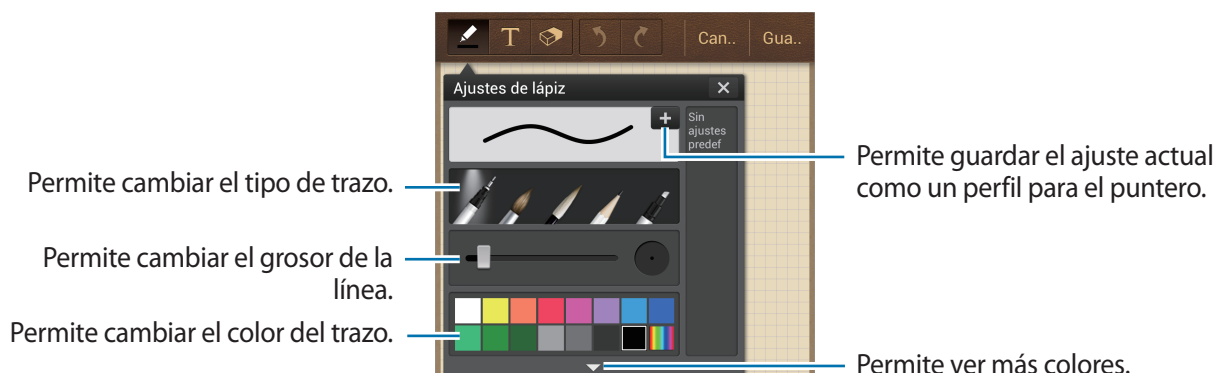 T
Can..
Gua..
Ajustes de lápiz
Sin
ajustes
predef
Permite guardar el ajuste actual
como un perfil para el puntero.
Permite cambiar el tipo de trazo.
Permite cambiar el grosor de la
línea.
Permite cambiar el color del trazo.
Permite ver más colores.